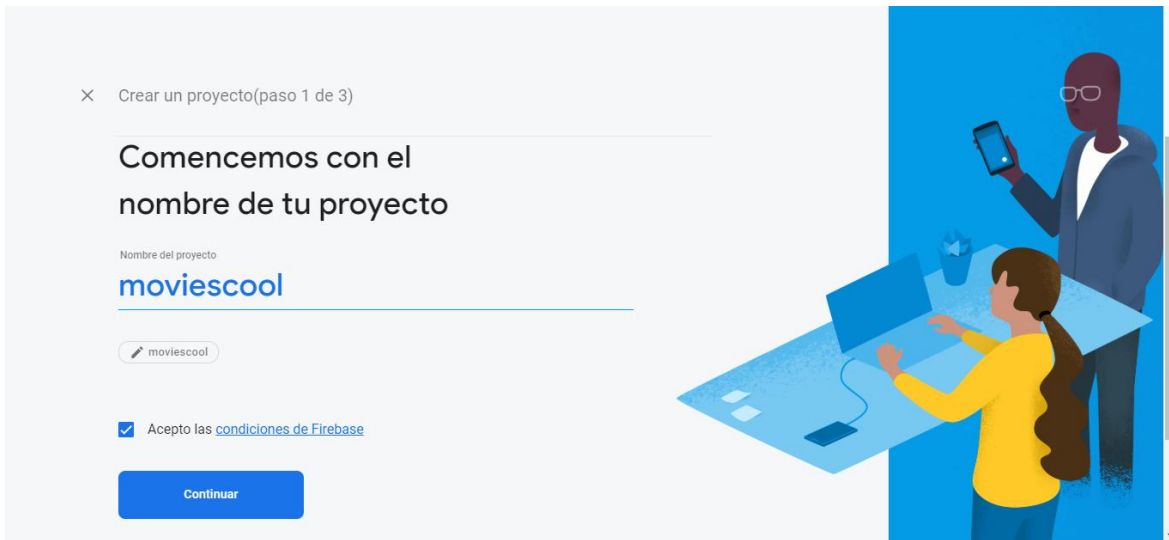 Crear un proyecto(paso 1 de 3)
Comencemos con el
nombre de tu proyecto
Nombre del proyecto
moviescool
moviescool
Acepto las condiciones de Firebase
Continuar